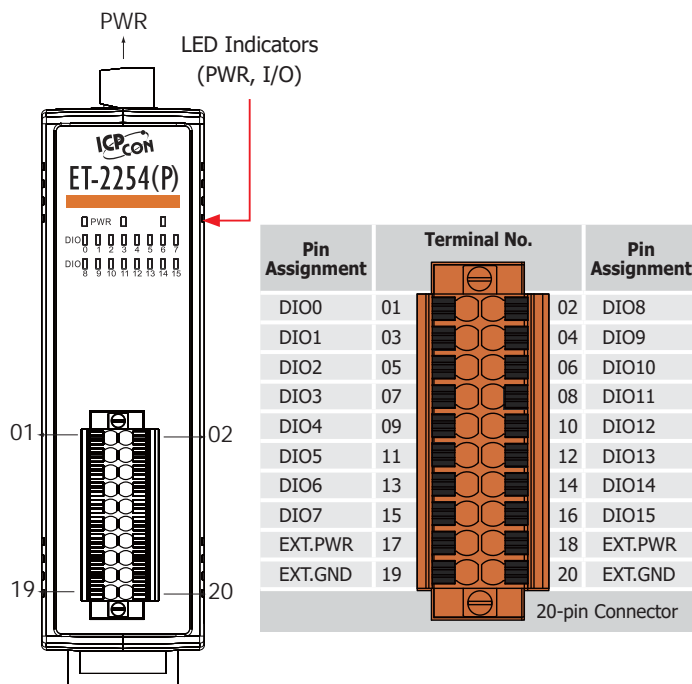 PWR
LED Indicators
(PWR, I/O)
ICP CON
ET-2254(P)
PWR
DIO
0 1 2 3 4 5 6 7
DIO
8 9 10 11 12 13 14 15
01 02
19 20
Pin Assignment Terminal No. Pin Assignment
DIO0 01 02 DIO8
DIO1 03 04 DIO9
DIO2 05 06 DIO10
DIO3 07 08 DIO11
DIO4 09 10 DIO12
DIO5 11 12 DIO13
DIO6 13 14 DIO14
DIO7 15 16 DIO15
EXT.PWR 17 18 EXT.PWR
EXT.GND 19 20 EXT.GND
20-pin Connector